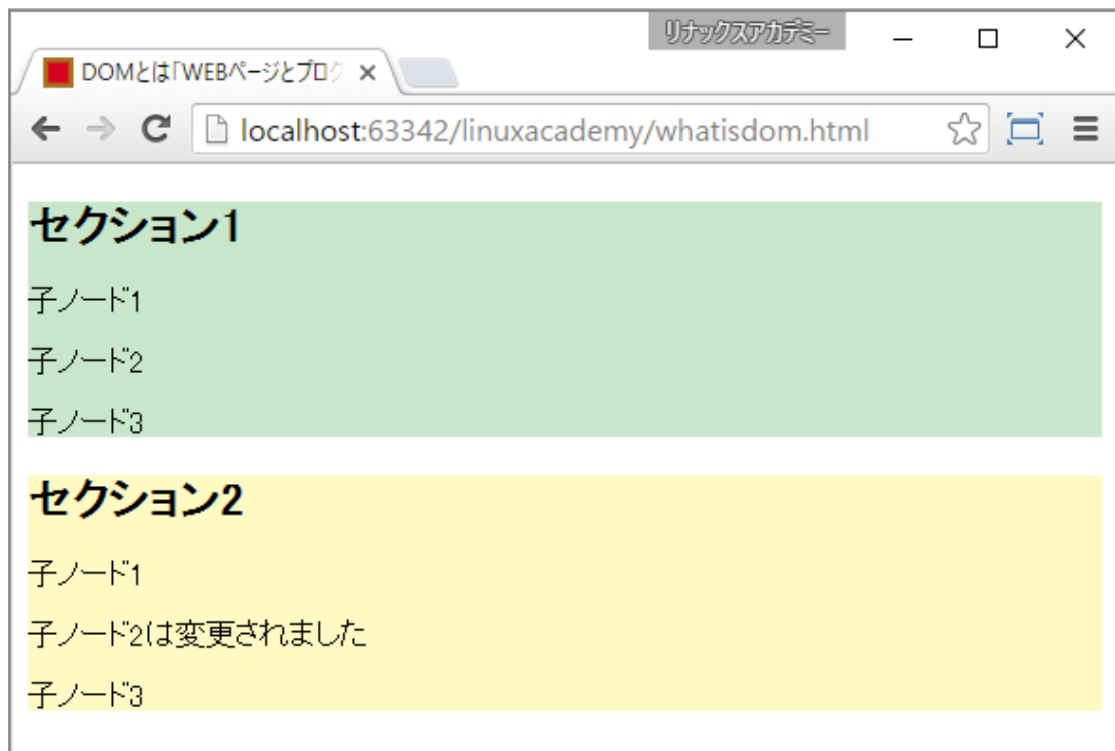 リナックスアカデミー
DOMとは「WEBページとプログ
localhost:63342/linuxacademy/whatisdom.html
セクション1
子ノード1
子ノード2
子ノード3
セクション2
子ノード1
子ノード2は変更されました
子ノード3